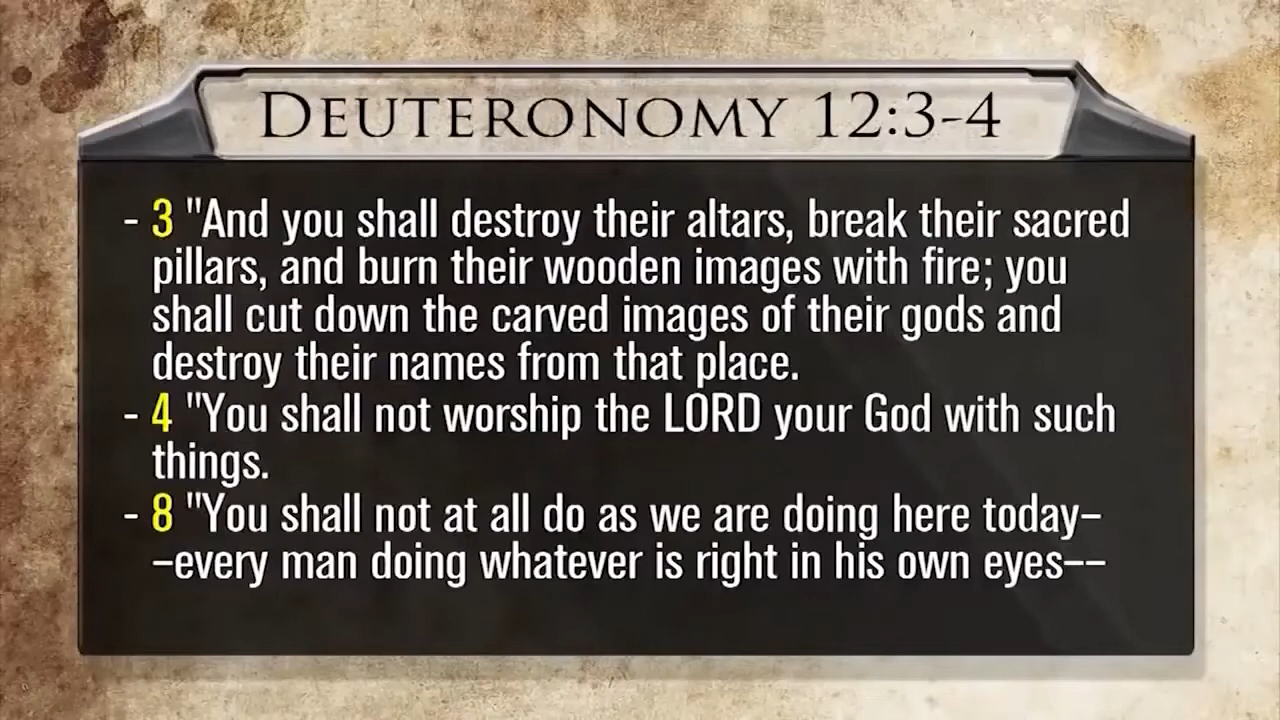 DEUTERONOMY 12:3-4
- 3 "And you shall destroy their altars, break their sacred
pillars, and burn their wooden images with fire; you
shall cut down the carved images of their gods and
destroy their names from that place.
- 4 "You shall not worship the LORD your God with such
things.
- 8 "You shall not at all do as we are doing here today–
–every man doing whatever is right in his own eyes––